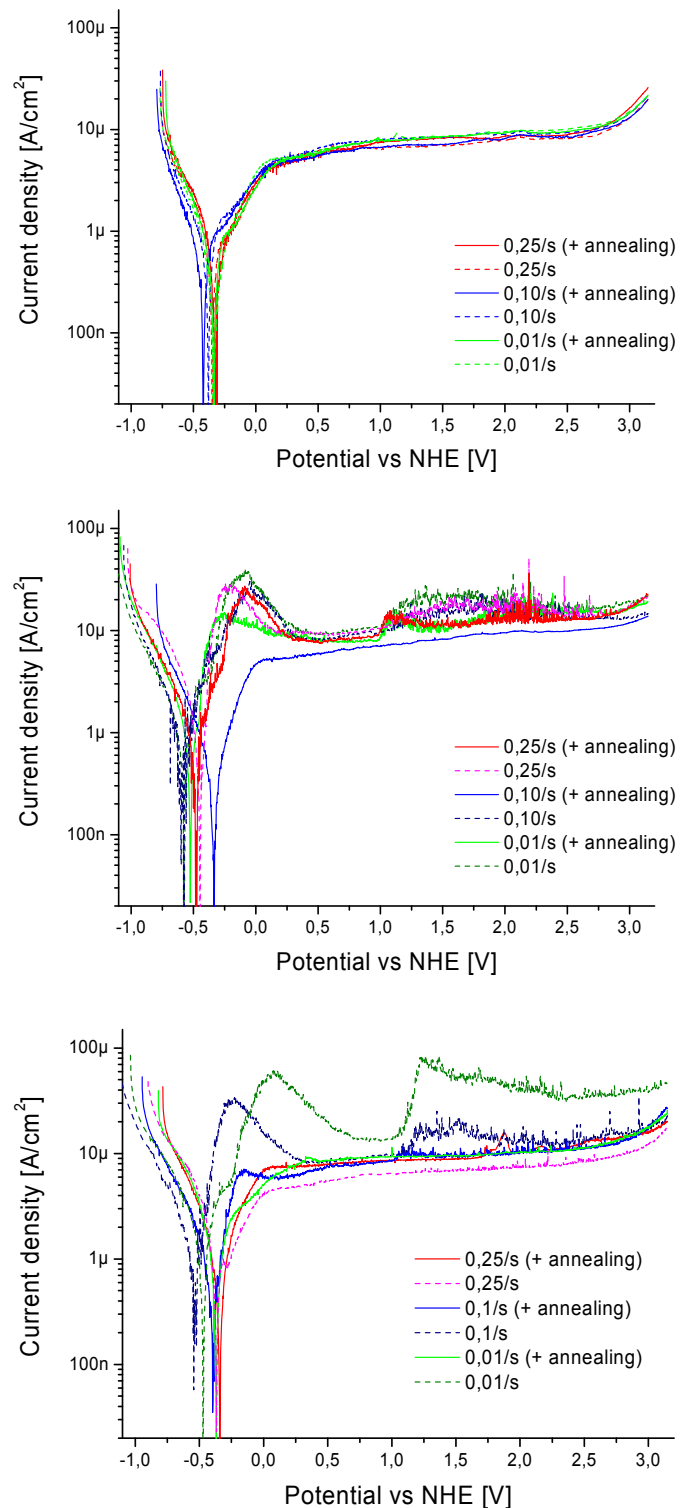 100µ
10µ
1µ
100n
Current density [A/cm²]
0,25/s (+ annealing)
0,25/s
0,10/s (+ annealing)
0,10/s
0,01/s (+ annealing)
0,01/s
-1,0 -0,5 0,0 0,5 1,0 1,5 2,0 2,5 3,0
Potential vs NHE [V]
100µ
10µ
1µ
100n
Current density [A/cm²]
0,25/s (+ annealing)
0,25/s
0,10/s (+ annealing)
0,10/s
0,01/s (+ annealing)
0,01/s
-1,0 -0,5 0,0 0,5 1,0 1,5 2,0 2,5 3,0
Potential vs NHE [V]
100µ
10µ
1µ
100n
Current density [A/cm²]
0,25/s (+ annealing)
0,25/s
0,1/s (+ annealing)
0,1/s
0,01/s (+ annealing)
0,01/s
-1,0 -0,5 0,0 0,5 1,0 1,5 2,0 2,5 3,0
Potential vs NHE [V]